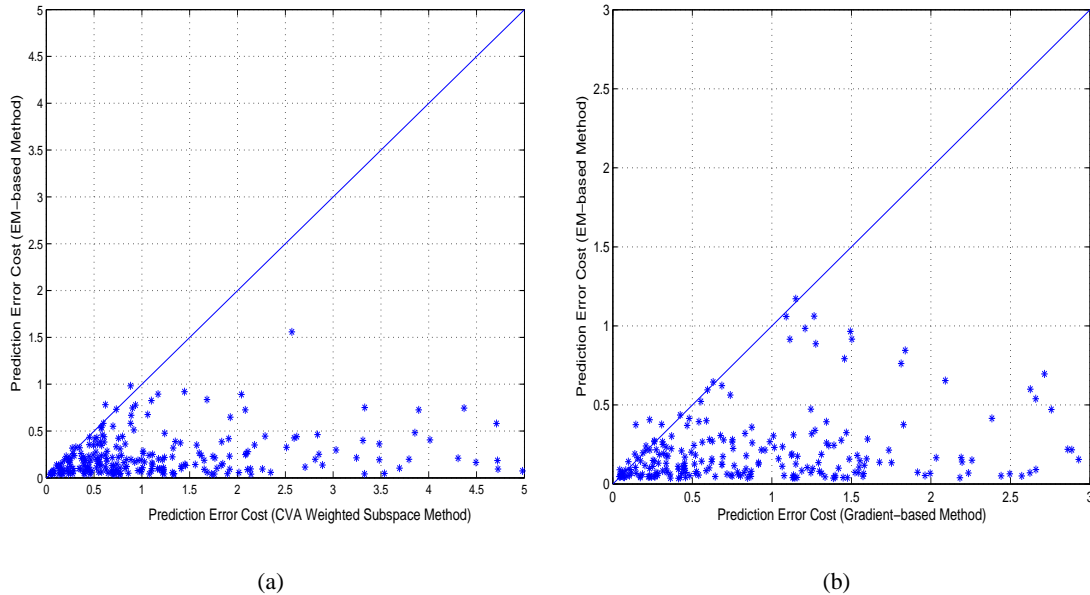 5
4.5
4
3.5
3
2.5
2
1.5
1
0.5
0
Prediction Error Cost (EM−based Method)
0 0.5 1 1.5 2 2.5 3 3.5 4 4.5 5
Prediction Error Cost (CVA Weighted Subspace Method)
(a)
3
2.5
2
1.5
1
0.5
0
Prediction Error Cost (EM−based Method)
0 0.5 1 1.5 2 2.5 3
Prediction Error Cost (Gradient−based Method)
(b)